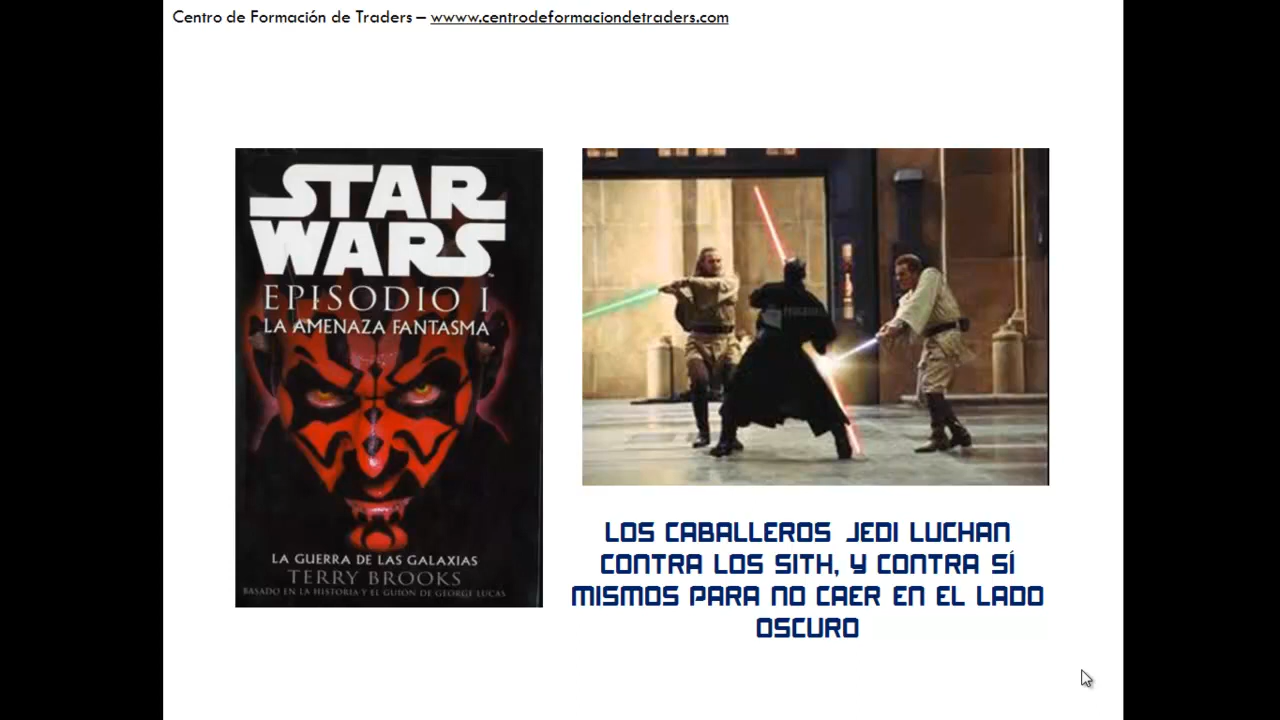 Centro de Formación de Traders – wwww.centrodeformaciondetraders.com
STAR
WARS
EPISODIO I
LA AMENAZA FANTASMA
LA GUERRA DE LAS GALAXIAS
TERRY BROOKS
BASADO EN LA HISTORIA Y EL GUIÓN DE GEORGE LUCAS
LOS CABALLEROS JEDI LUCHAN
CONTRA LOS SITH, Y CONTRA SÍ
MISMOS PARA NO CAER EN EL LADO
OSCURO